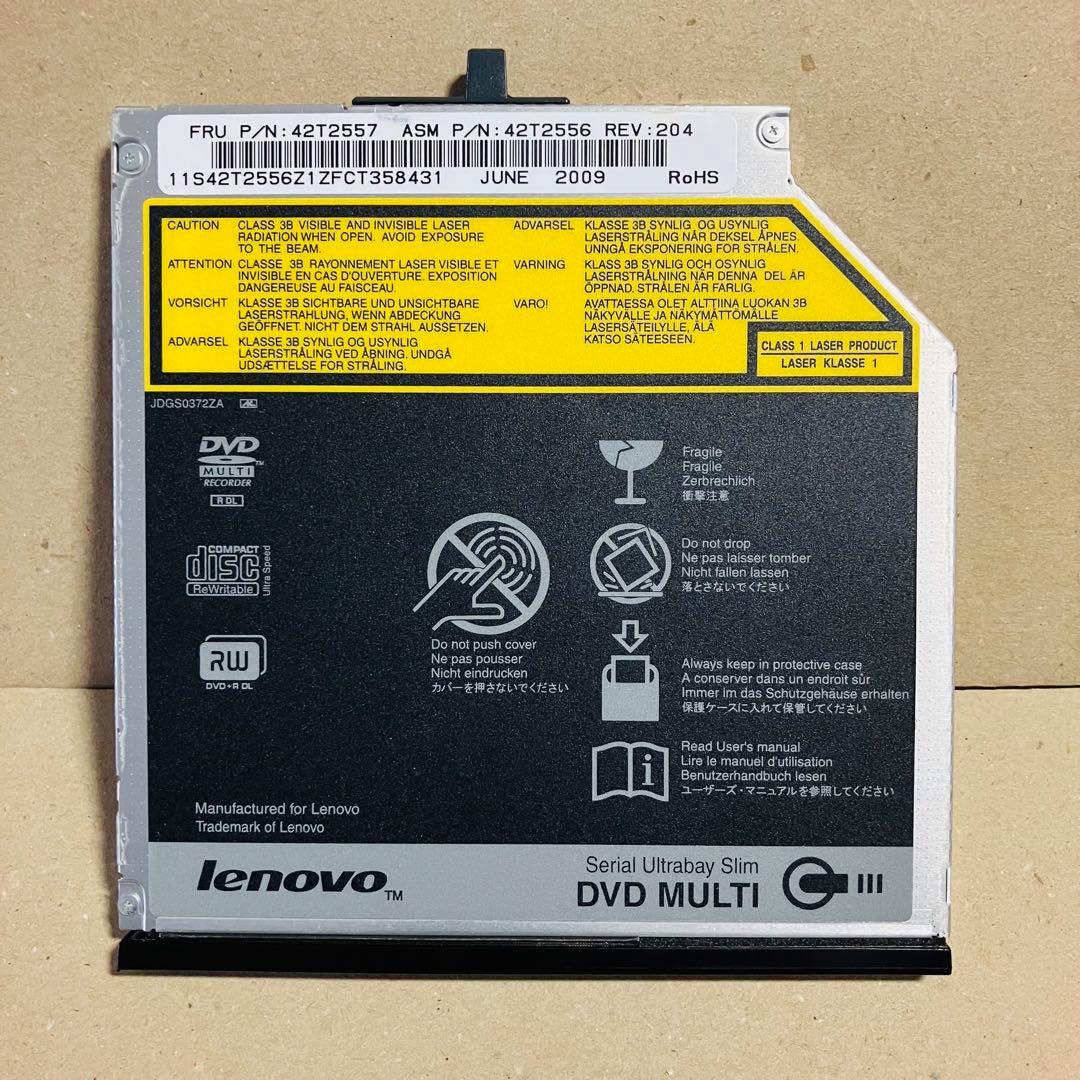 FRU P/N:42T2557 ASM P/N:42T2556 REV:204
11S42T2556Z1ZFCT358431 JUNE 2009 RoHS
CAUTION CLASS 3B VISIBLE AND INVISIBLE LASER
RADIATION WHEN OPEN. AVOID EXPOSURE
TO THE BEAM.
ATTENTION CLASSE 3B RAYONNEMENT LASER VISIBLE ET
INVISIBLE EN CAS D'OUVERTURE. EXPOSITION
DANGEREUSE AU FAISCEAU.
VORSICHT KLASSE 3B SICHTBARE UND UNSICHTBARE
LASERSTRAHLUNG, WENN ABDECKUNG
GEÖFFNET. NICHT DEM STRAHL AUSSETZEN.
ADVARSEL KLASSE 3B SYNLIG OG USYNLIG
LASERSTRÅLING VED ÅBNING. UNDGÅ
UDSÆTTELSE FOR STRÅLING.
ADVARSEL KLASSE 3B SYNLIG OG USYNLIG
LASERSTRÅLING NÅR DEKSEL ÅPNES.
UNNGÅ EKSPONERING FOR STRÅLEN.
VARNING KLASS 3B SYNLIG OCH OSYNLIG
LASERSTRÅLNING NÄR DENNA DEL ÄR
ÖPPNAD. STRÅLEN ÄR FARLIG.
VARO! AVATTAESSA OLET ALTTIINA LUOKAN 3B
NÄKYVÄLLE JA NÄKYMÄTTÖMÄLLE
LASERSÄTEILYLLE, ÄLÄ
KATSO SÄTEESEEN.
CLASS 1 LASER PRODUCT
LASER KLASSE 1
JDGS0372ZA
DVD
MULTI TM
RECORDER
R DL
COMPACT
disc
ReWritable
Ultra Speed
RW
DVD+R DL
Do not push cover
Ne pas pousser
Nicht eindrucken
カバーを押さないでください
Fragile
Fragile
Zerbrechlich
衝撃注意
Do not drop
Ne pas laisser tomber
Nicht fallen lassen
落とさないでください
Always keep in protective case
A conserver dans un endroit sûr
Immer im das Schutzgehäuse erhalten
保護ケースに入れて保管してください
Read User's manual
Lire le manuel d'utilisation
Benutzerhandbuch lesen
ユーザーズ・マニュアルを参照してください
Manufactured for Lenovo
Trademark of Lenovo
lenovo TM
Serial Ultrabay Slim
DVD MULTI